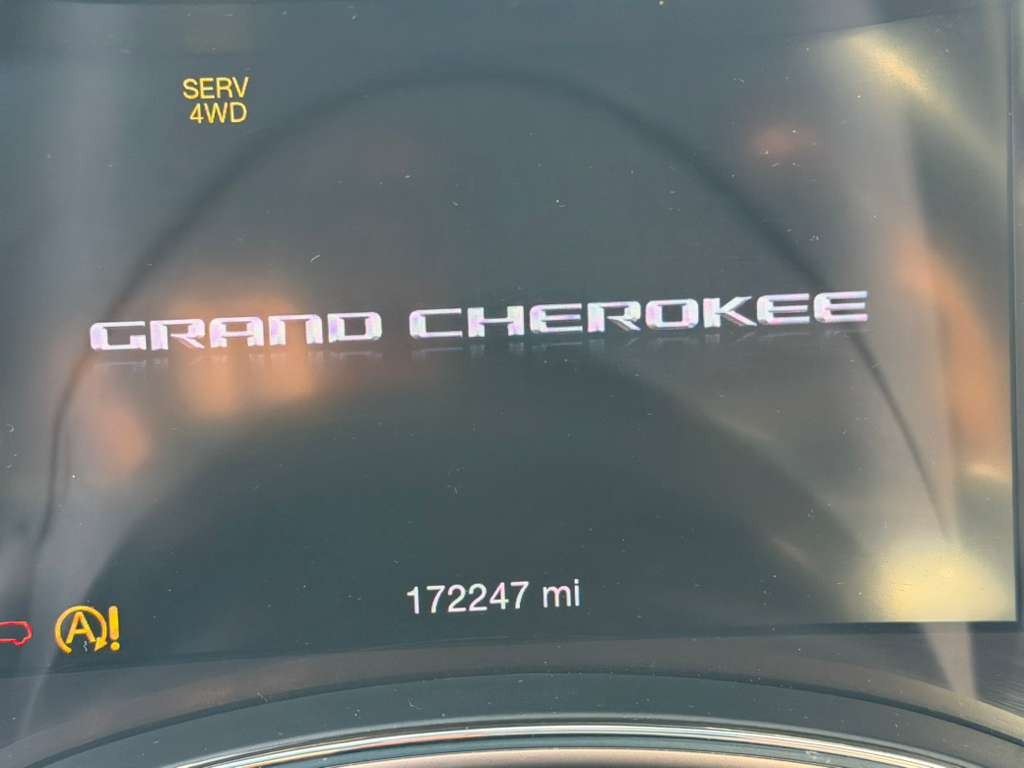 SERV
4WD
GRAND CHEROKEE
172247 mi
A!